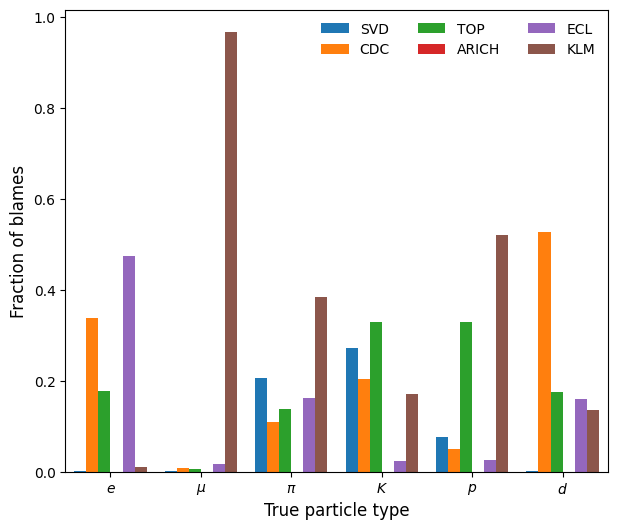 SVD TOP ECL
CDC ARICH KLM
Fraction of blames
1.0
0.8
0.6
0.4
0.2
0.0
e μ π K p d
True particle type